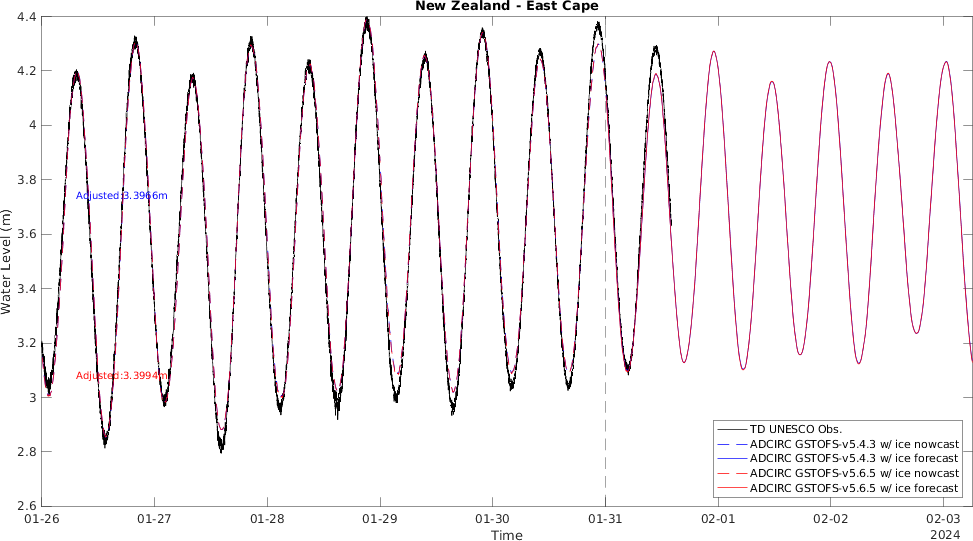 New Zealand - East Cape
4.4
4.2
4
3.8
3.6
3.4
3.2
3
2.8
2.6
Water Level (m)
Adjusted:3.3966m
Adjusted:3.3994m
TD UNESCO Obs.
ADCIRC GSTOFS-v5.4.3 w/ ice nowcast
ADCIRC GSTOFS-v5.4.3 w/ ice forecast
ADCIRC GSTOFS-v5.6.5 w/ ice nowcast
ADCIRC GSTOFS-v5.6.5 w/ ice forecast
01-26 01-27 01-28 01-29 01-30 01-31 02-01 02-02 02-03
Time
2024